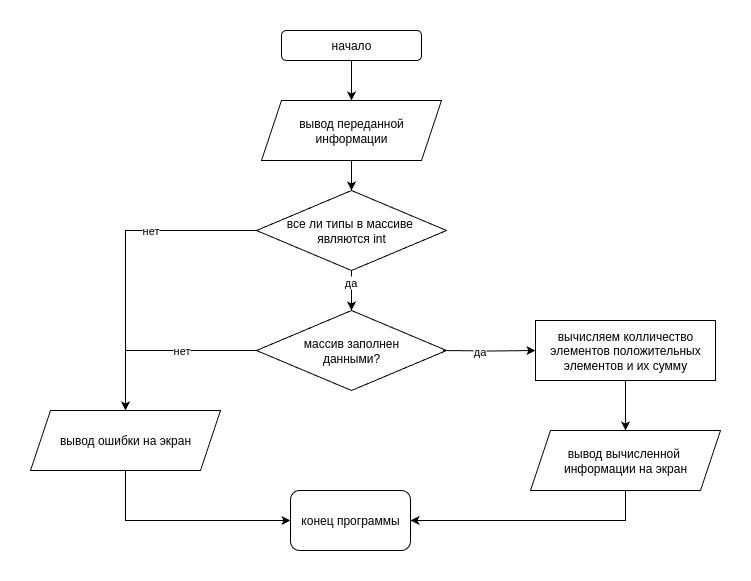 начало
вывод переданной
информации
все ли типы в массиве
являются int
нет
да
массив заполнен
данными?
нет
да
вычисляем колличество
элементов положительных
элементов и их сумму
вывод ошибки на экран
вывод вычисленной
информации на экран
конец программы